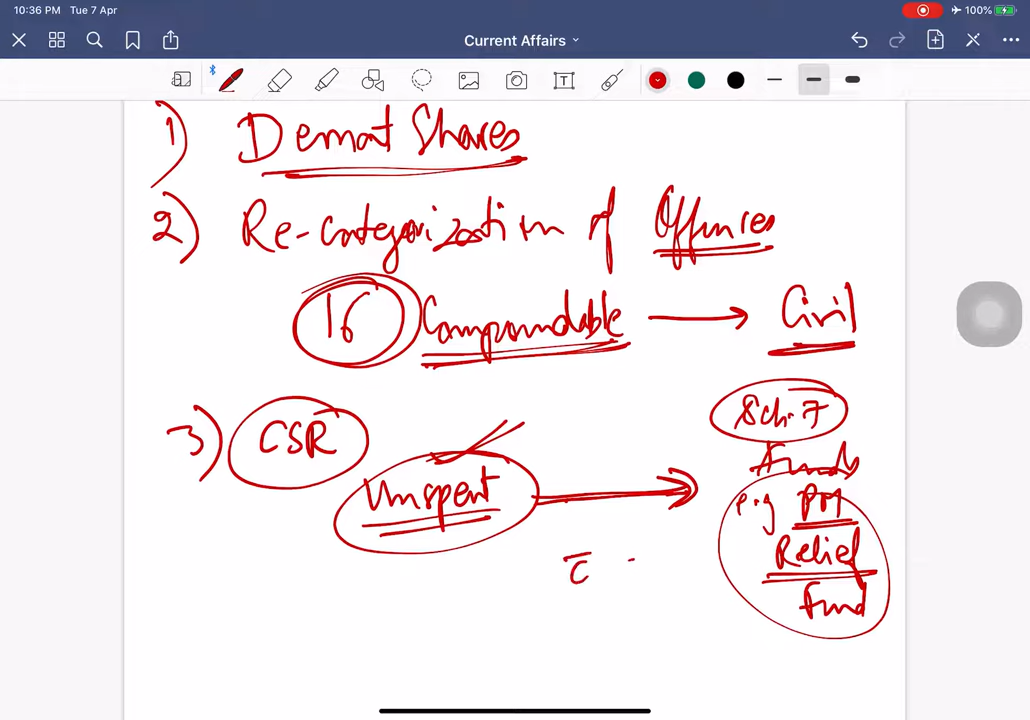 10:36 PM Tue 7 Apr
100%
Current Affairs
1) Demat Shares
2) Re-categorization of Offences
16 Compoundable → Civil
3) CSR
Unspent → Sch. 7
Funds
e.g PM
Relief
Fund